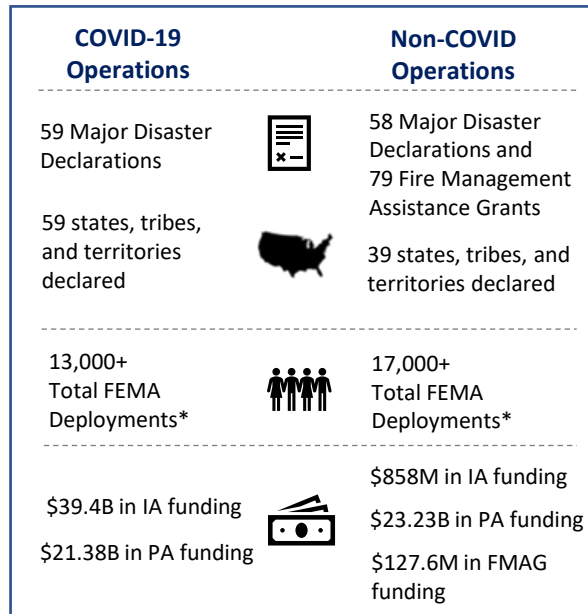 COVID-19
Operations
Non-COVID
Operations
59 Major Disaster
Declarations
58 Major Disaster
Declarations and
79 Fire Management
Assistance Grants
59 states, tribes,
and territories
declared
39 states, tribes, and
territories declared
13,000+
Total FEMA
Deployments*
17,000+
Total FEMA
Deployments*
$39.4B in IA funding
$21.38B in PA funding
$858M in IA funding
$23.23B in PA funding
$127.6M in FMAG
funding